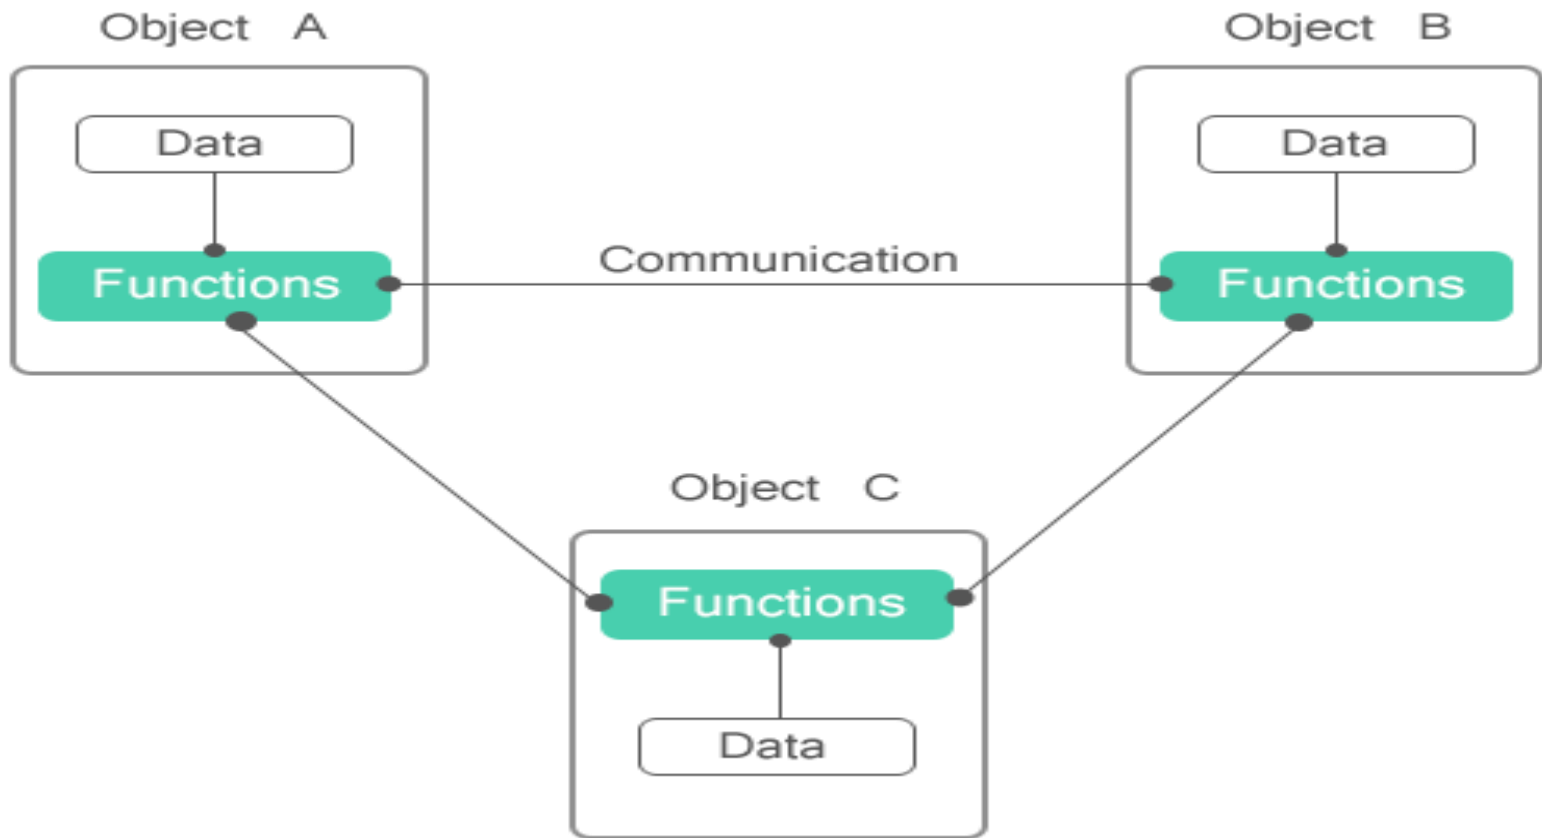 Object A
Object B
Data
Data
Functions
Communication
Functions
Object C
Functions
Data